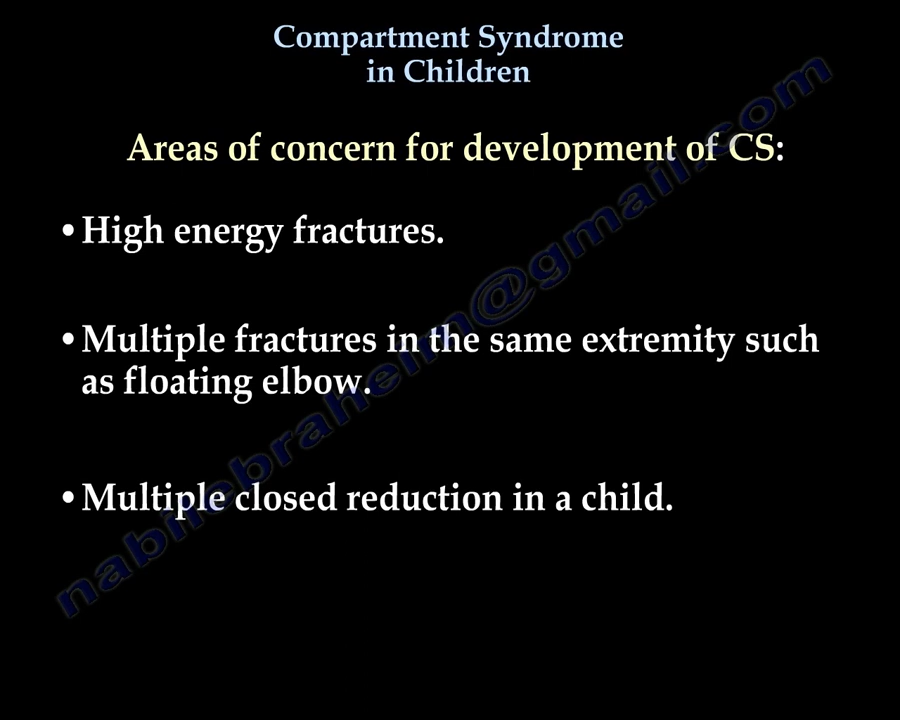 Compartment Syndrome
in Children
Areas of concern for development of CS:
•High energy fractures.
•Multiple fractures in the same extremity such
as floating elbow.
•Multiple closed reduction in a child.
nabilebraheim@gmail.com